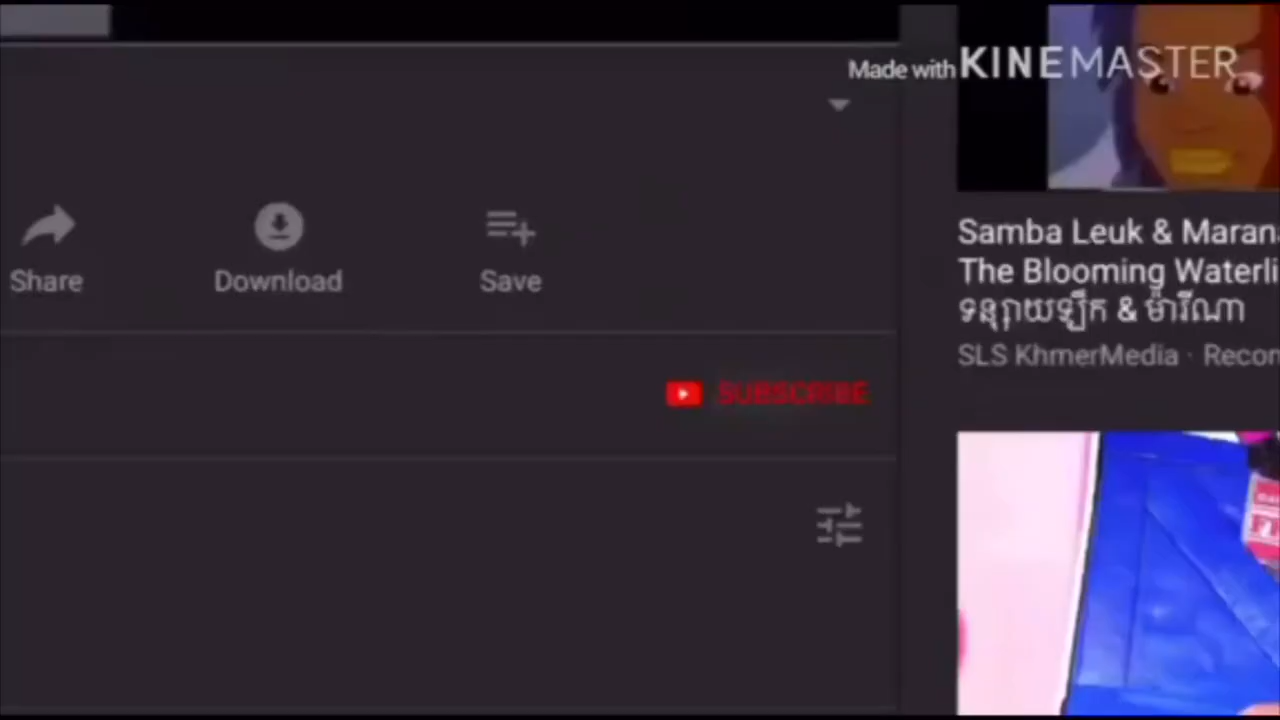 Made with KINEMASTER
Share
Download
Save
SUBSCRIBE
Samba Leuk & Maran
The Blooming Waterli
ទន្សាយឡឺក & ម៉ារីណា
SLS KhmerMedia · Recom